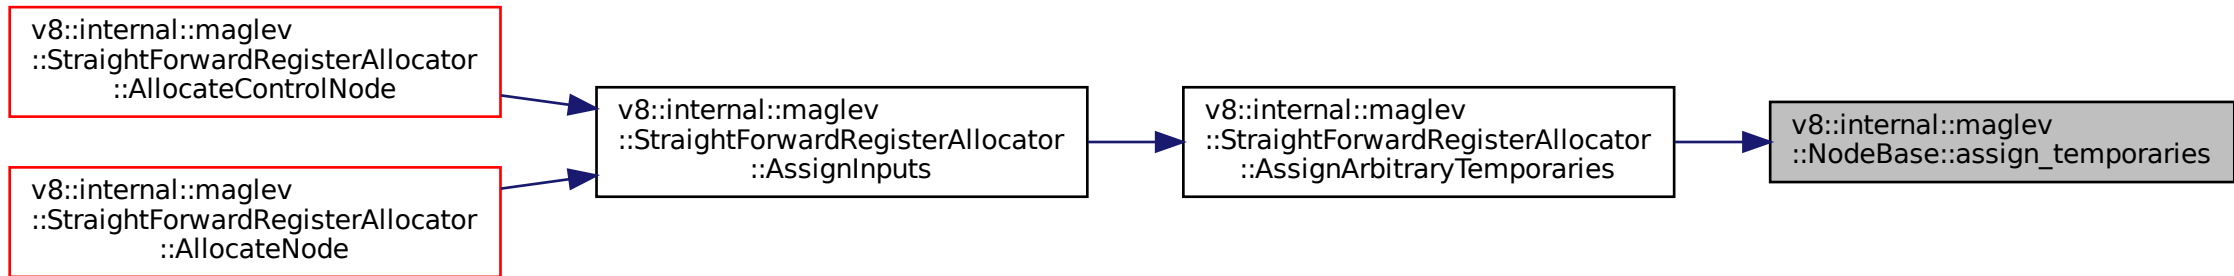 v8::internal::maglev
::StraightForwardRegisterAllocator
::AllocateControlNode
v8::internal::maglev
::StraightForwardRegisterAllocator
::AllocateNode
v8::internal::maglev
::StraightForwardRegisterAllocator
::AssignInputs
v8::internal::maglev
::StraightForwardRegisterAllocator
::AssignArbitraryTemporaries
v8::internal::maglev
::NodeBase::assign_temporaries